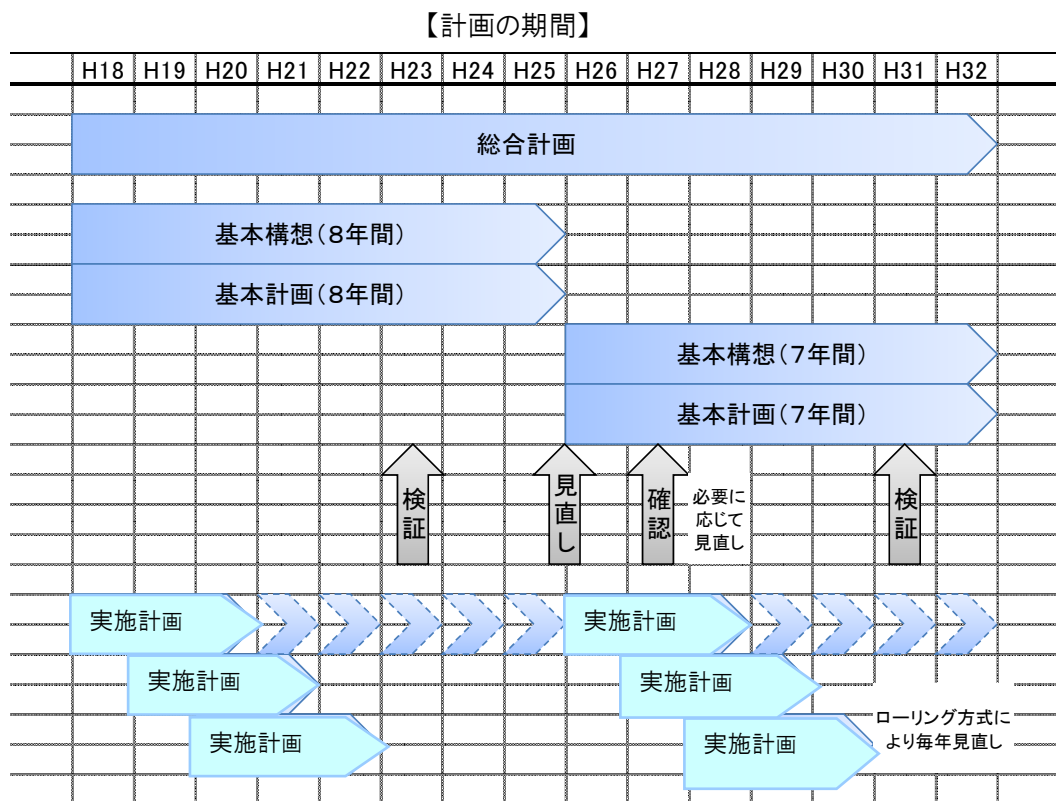 【計画の期間】
H18 H19 H20 H21 H22 H23 H24 H25 H26 H27 H28 H29 H30 H31 H32
総合計画
基本構想(8年間)
基本計画(8年間)
基本構想(7年間)
基本計画(7年間)
検証
見直し
確認
必要に
応じて
見直し
検証
実施計画
実施計画
実施計画
実施計画
実施計画
実施計画
ローリング方式に
より毎年見直し